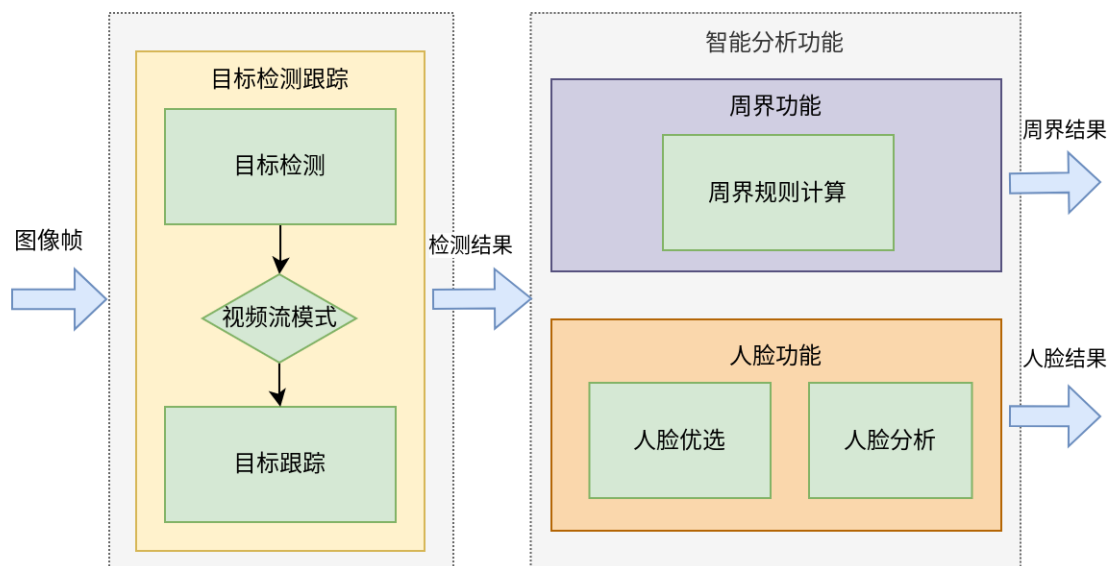 图像帧
目标检测跟踪
目标检测
视频流模式
目标跟踪
检测结果
智能分析功能
周界功能
周界规则计算
周界结果
人脸功能
人脸优选
人脸分析
人脸结果